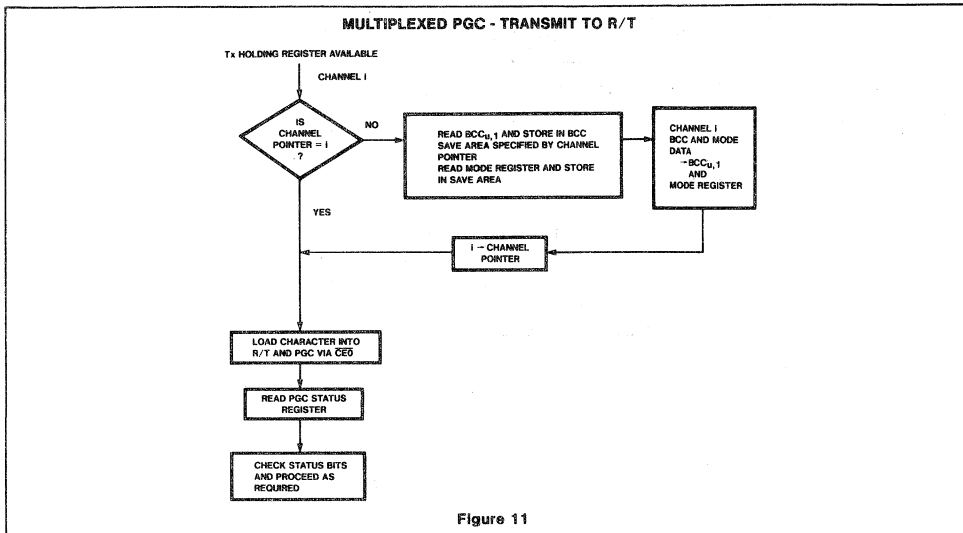 MULTIPLEXED PGC - TRANSMIT TO R/T
Tx HOLDING REGISTER AVAILABLE
CHANNEL i
IS
CHANNEL
POINTER = i
?
NO
READ BCCu,1 AND STORE IN BCC
SAVE AREA SPECIFIED BY CHANNEL
POINTER
READ MODE REGISTER AND STORE
IN SAVE AREA
CHANNEL i
BCC AND MODE
DATA
→BCCu,1
AND
MODE REGISTER
YES
i → CHANNEL
POINTER
LOAD CHARACTER INTO
R/T AND PGC VIA C̅E̅0̅
READ PGC STATUS
REGISTER
CHECK STATUS BITS
AND PROCEED AS
REQUIRED
Figure 11